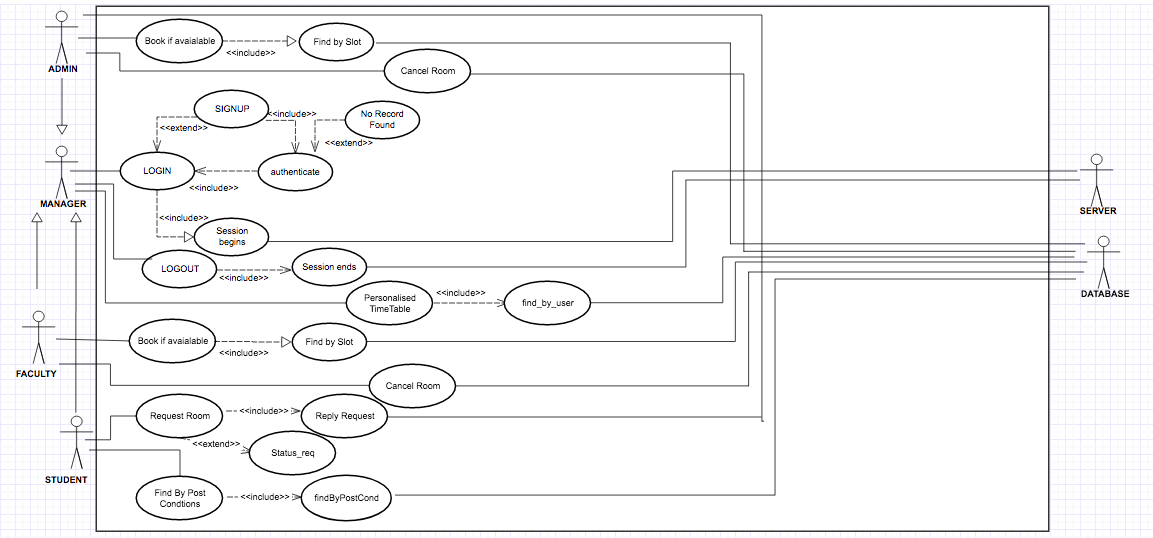 ADMIN
Book if avaialable
<<include>>
Find by Slot
Cancel Room
SIGNUP
<<include>>
No Record
Found
<<extend>>
<<extend>>
LOGIN
authenticate
<<include>>
MANAGER
<<include>>
Session
begins
SERVER
LOGOUT
<<include>>
Session ends
Personalised
TimeTable
<<include>>
find_by_user
DATABASE
Book if avaialable
<<include>>
Find by Slot
FACULTY
Cancel Room
Request Room
<<include>>
Reply Request
<<extend>>
Status_req
STUDENT
Find By Post
Condtions
<<include>>
findByPostCond